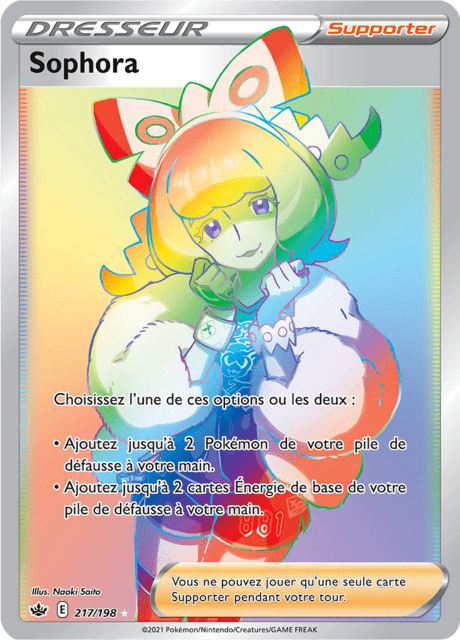 DRESSEUR Supporter
Sophora
Choisissez l'une de ces options ou les deux :
• Ajoutez jusqu'à 2 Pokémon de votre pile de
défausse à votre main.
• Ajoutez jusqu'à 2 cartes Énergie de base de votre
pile de défausse à votre main.
881
Illus. Naoki Saito
E 217/198
Vous ne pouvez jouer qu'une seule carte
Supporter pendant votre tour.
©2021 Pokémon/Nintendo/Creatures/GAME FREAK